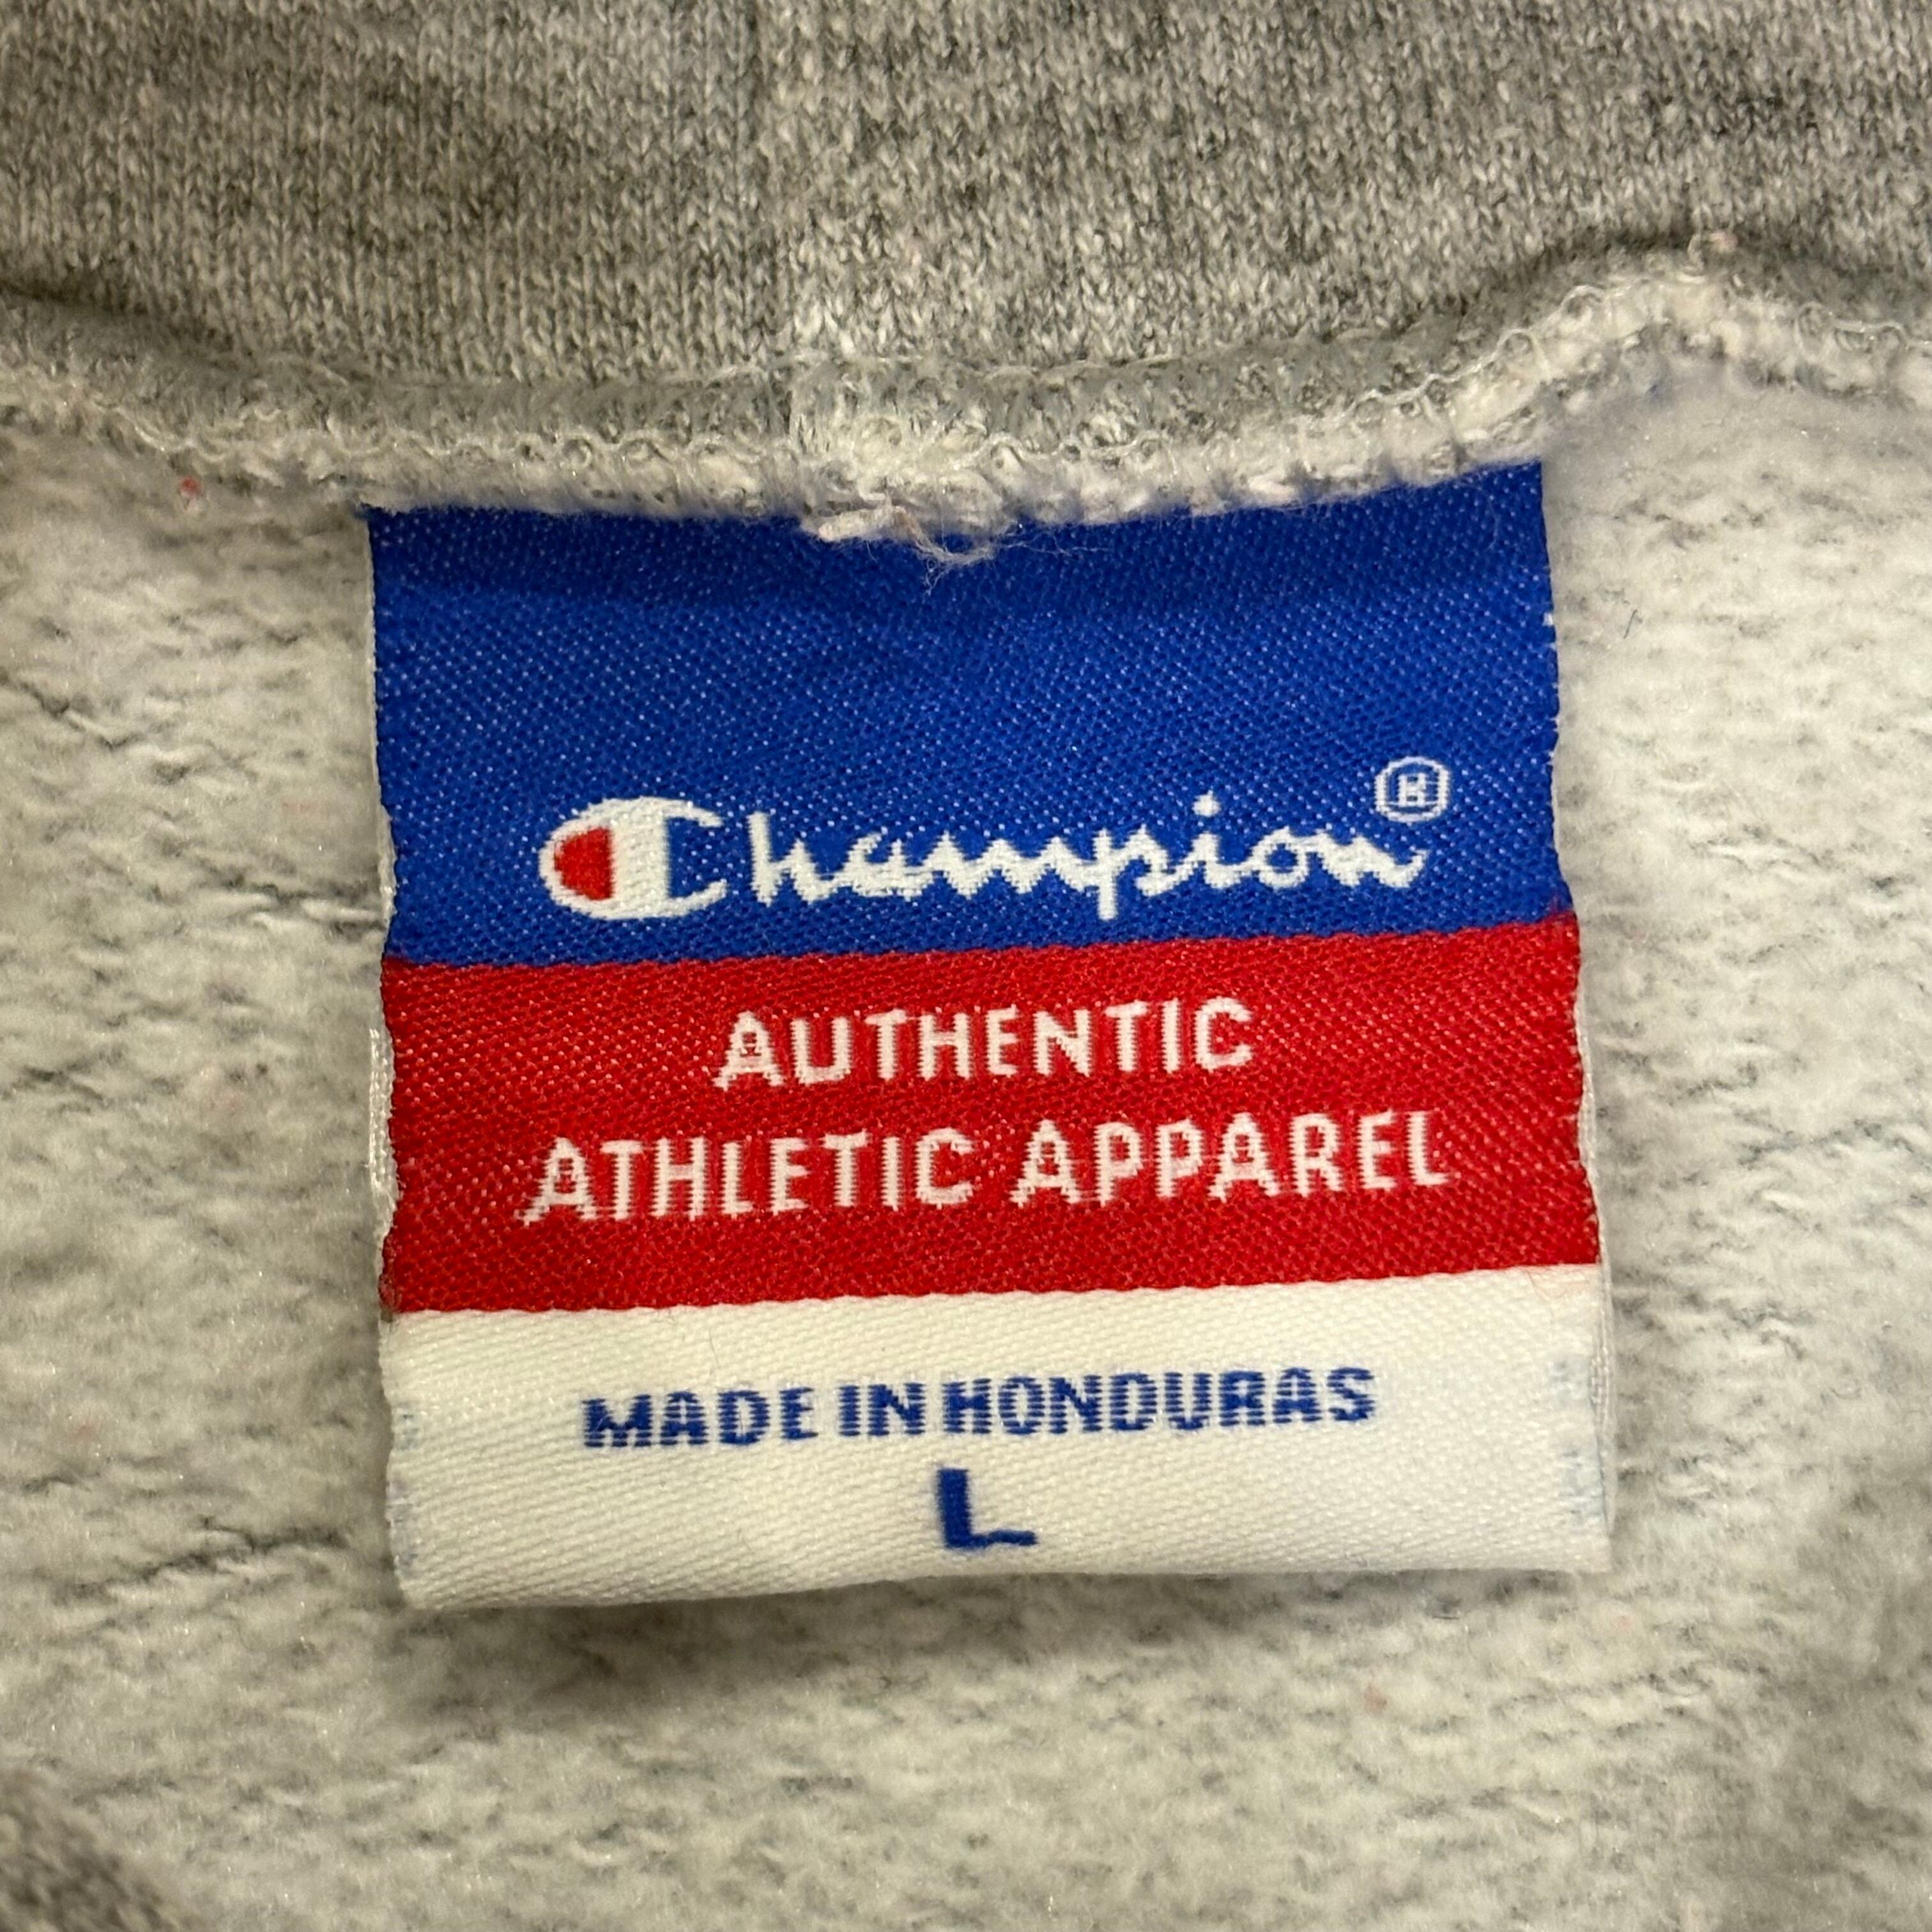 Champion®
AUTHENTIC
ATHLETIC APPAREL
MADE IN HONDURAS
L